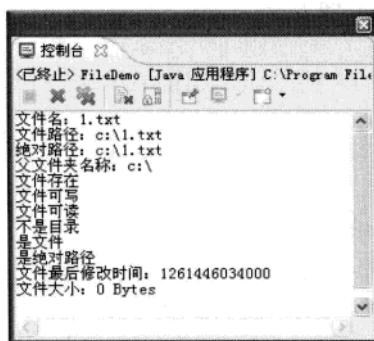 控制台
<已终止> FileDemo [Java 应用程序] C:\Program File
文件名: 1.txt
文件路径: c:\1.txt
绝对路径: c:\1.txt
父文件夹名称: c:\
文件存在
文件可写
文件可读
不是目录
是文件
是绝对路径
文件最后修改时间: 1261446034000
文件大小: 0 Bytes